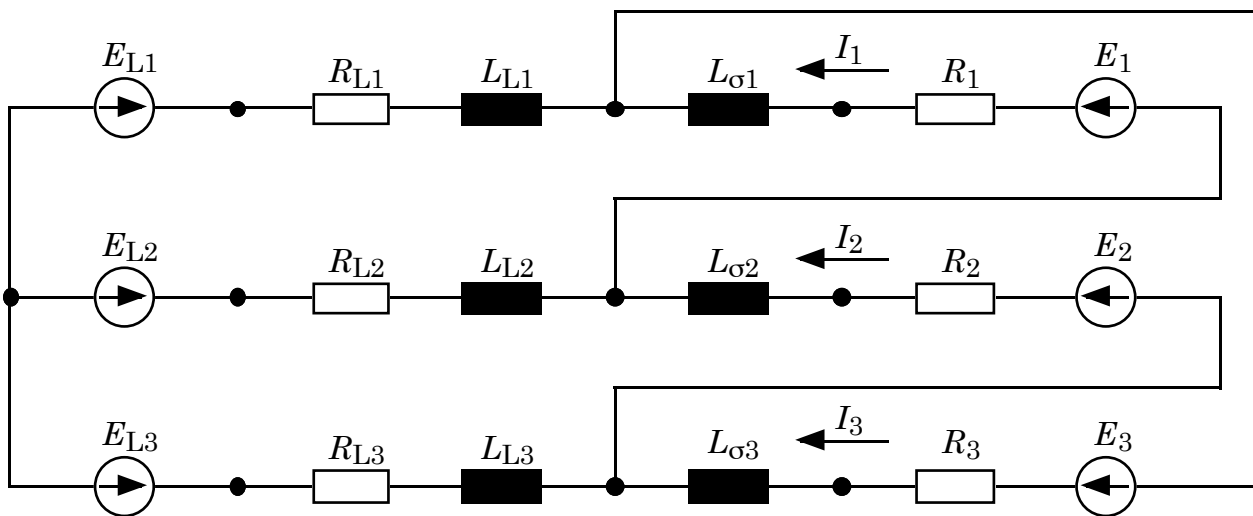 E_L1 R_L1 L_L1 L_σ1 I_1 R_1 E_1
E_L2 R_L2 L_L2 L_σ2 I_2 R_2 E_2
E_L3 R_L3 L_L3 L_σ3 I_3 R_3 E_3